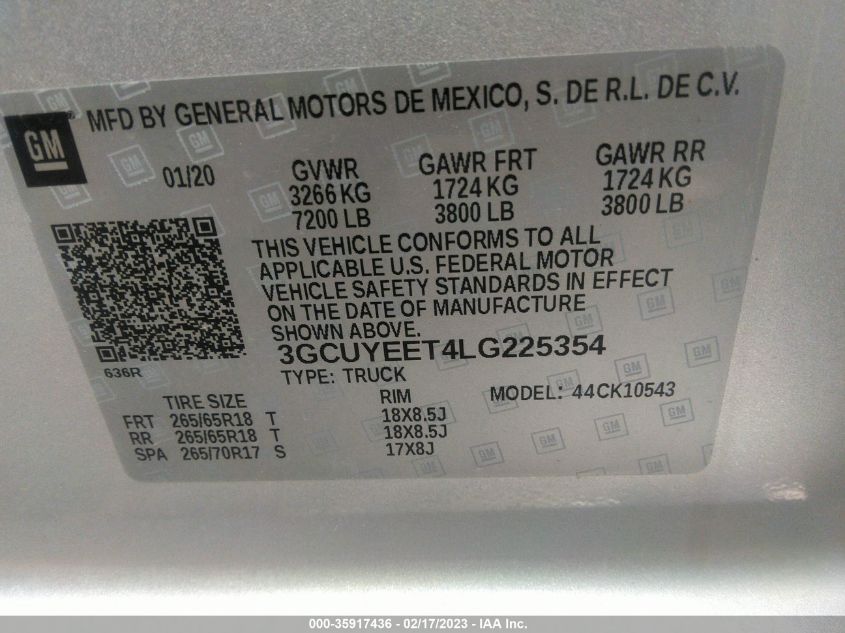 GM MFD BY GENERAL MOTORS DE MEXICO, S. DE R.L. DE C.V.
01/20 GVWR GAWR FRT GAWR RR
3266 KG 1724 KG 1724 KG
7200 LB 3800 LB 3800 LB
THIS VEHICLE CONFORMS TO ALL
APPLICABLE U.S. FEDERAL MOTOR
VEHICLE SAFETY STANDARDS IN EFFECT
ON THE DATE OF MANUFACTURE
SHOWN ABOVE.
636R
3GCUYEET4LG225354
TYPE: TRUCK MODEL: 44CK10543
TIRE SIZE RIM
FRT 265/65R18 T 18X8.5J
RR 265/65R18 T 18X8.5J
SPA 265/70R17 S 17X8J
000-35917436 - 02/17/2023 - IAA Inc.